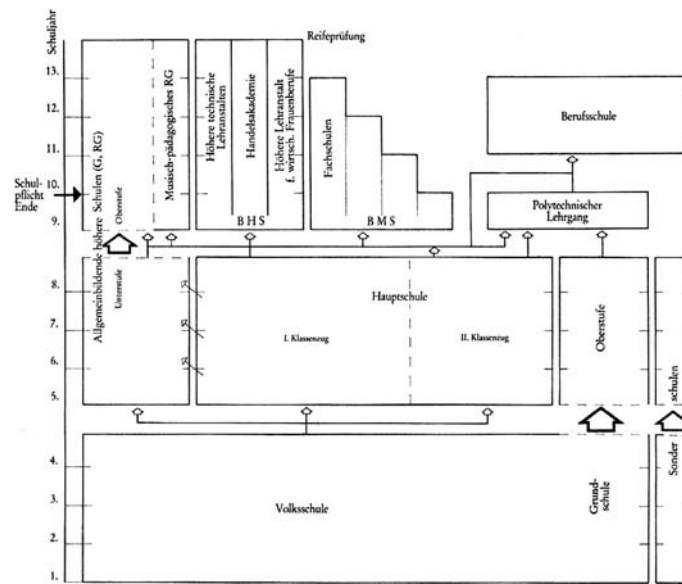 Schuljahr
Reifeprüfung
13.
12.
11.
Schul-
pflicht
Ende
10.
9.
Allgemeinbildende höhere Schulen (G, RG)
Oberstufe
Musisch-pädagogisches RG
Höhere technische
Lehranstalten
Handelsakademie
Höhere Lehranstalt
f. wirtsch. Frauenberufe
BHS
Fachschulen
BMS
Berufsschule
Polytechnischer
Lehrgang
8.
7.
6.
5.
Unterstufe
Hauptschule
I. Klassenzug
II. Klassenzug
Oberstufe
schulen
Sonder
4.
3.
2.
1.
Volksschule
Grund-
schule